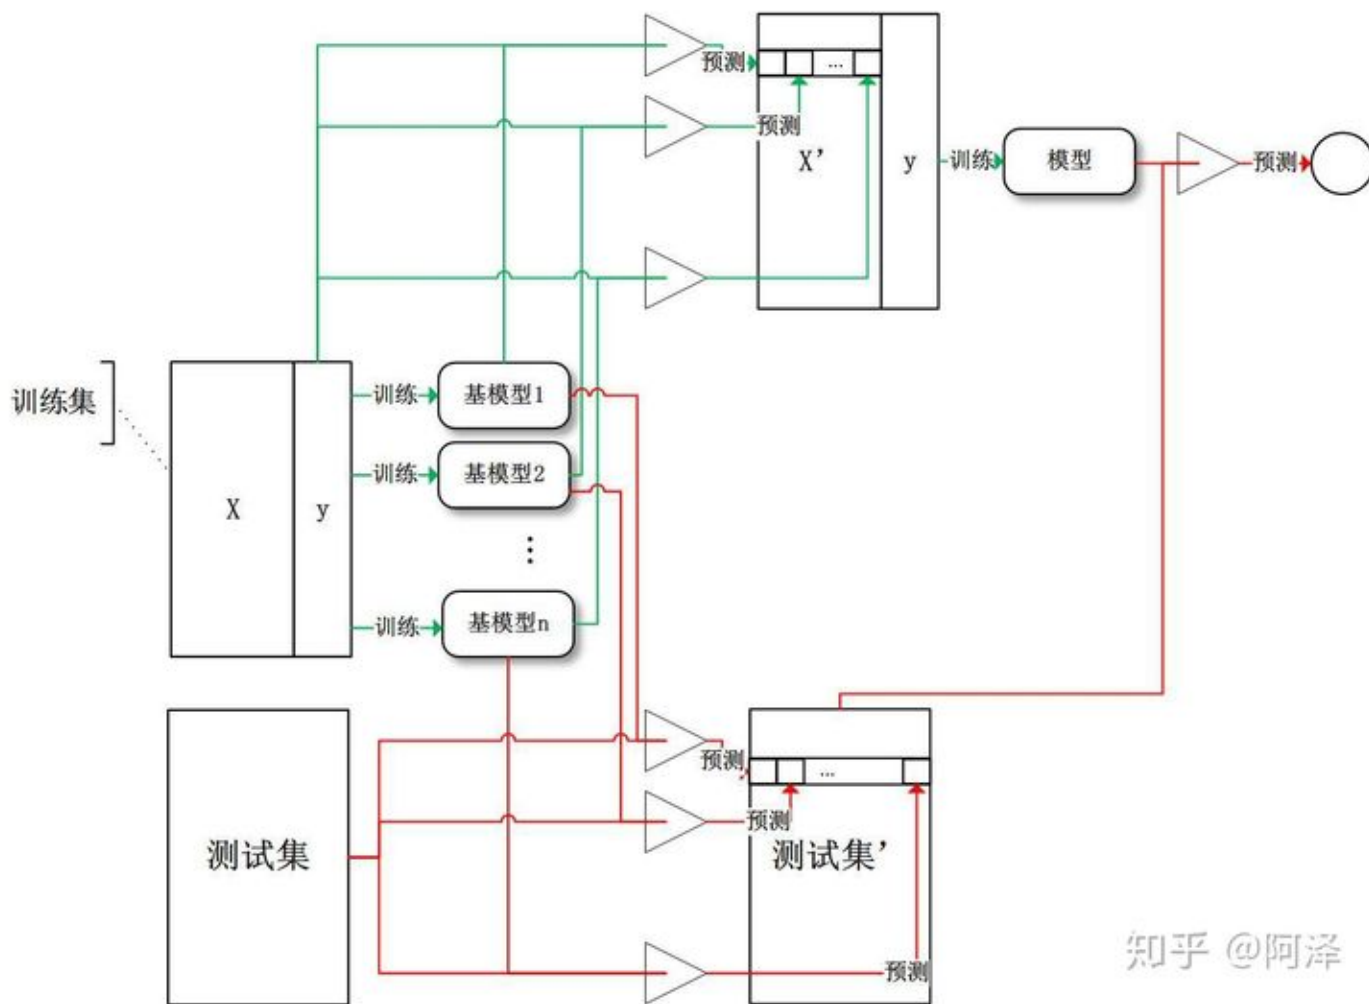 预测
...
预测
X'
y
训练
模型
预测
训练集
X
y
训练
基模型1
训练
基模型2
⋮
训练
基模型n
测试集
预测
...
预测
测试集'
预测
知乎 @阿泽